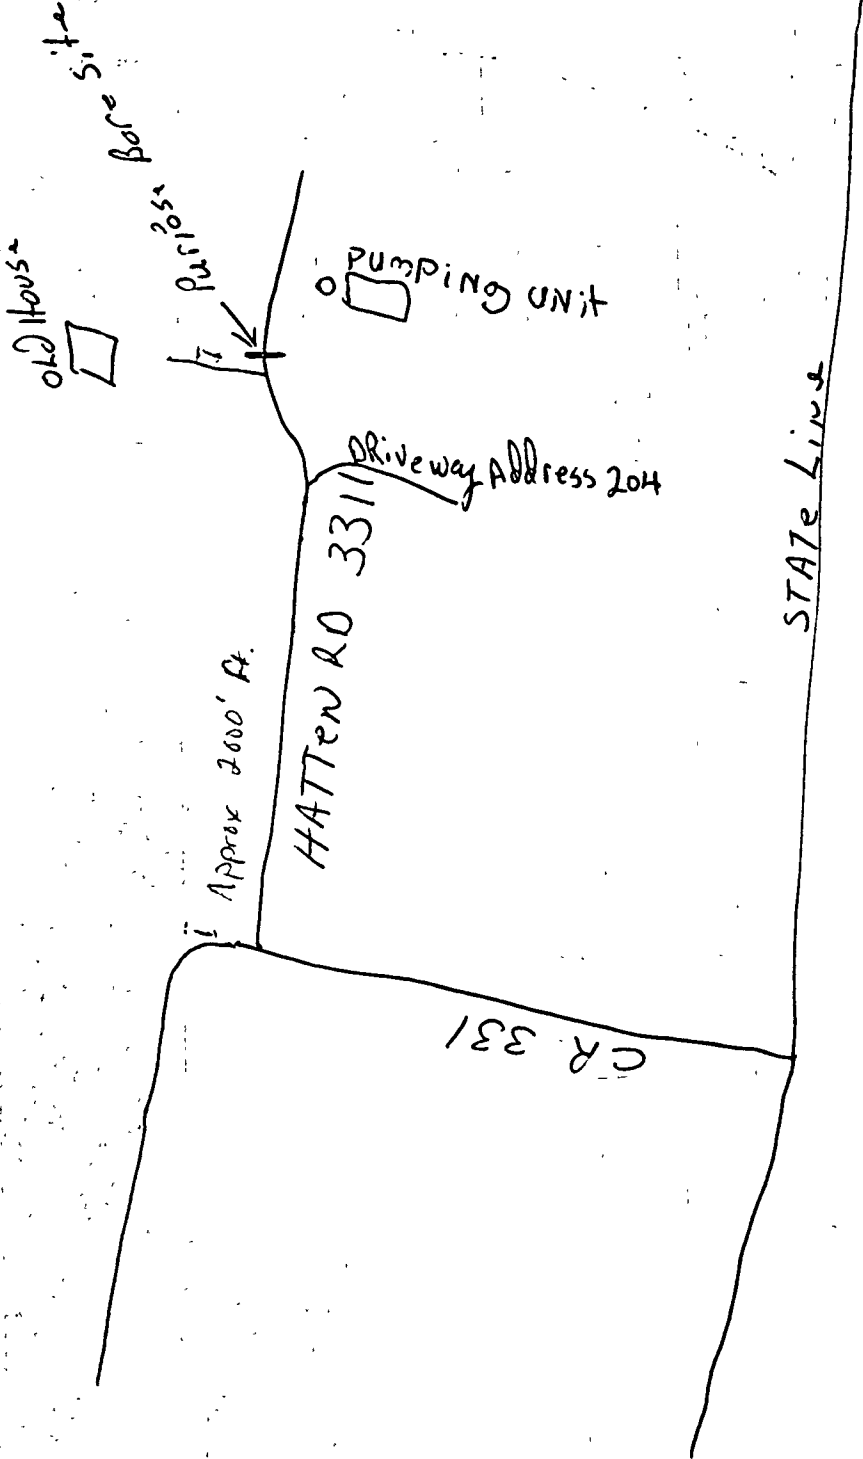 OLD House
Purpose Bore Site
PUMPiNg UNit
DRiveway Address 204
Approx 2000' ft.
HATTeN RD 3311
CR 331
STATe LiNe